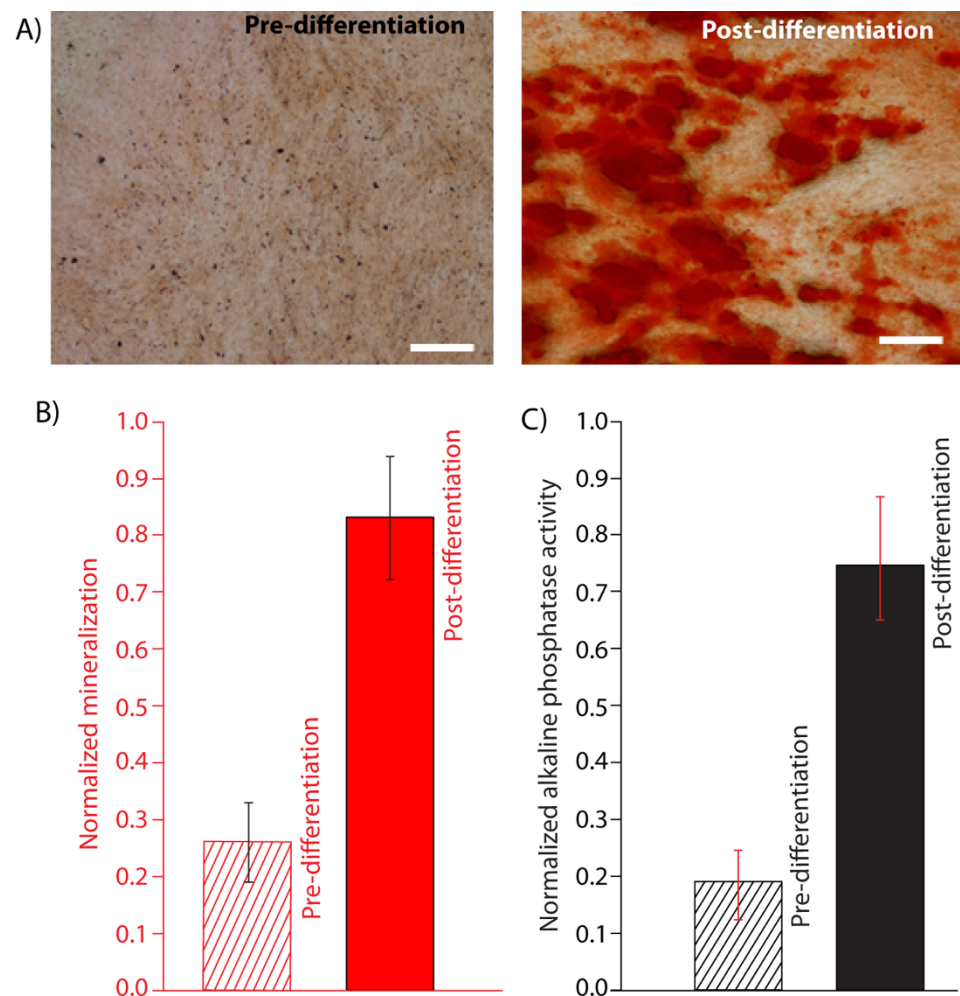 A)
Pre-differentiation
Post-differentiation
B)
Normalized mineralization
1.0
0.9
0.8
0.7
0.6
0.5
0.4
0.3
0.2
0.1
0.0
Pre-differentiation
Post-differentiation
C)
Normalized alkaline phosphatase activity
1.0
0.9
0.8
0.7
0.6
0.5
0.4
0.3
0.2
0.1
0.0
Pre-differentiation
Post-differentiation